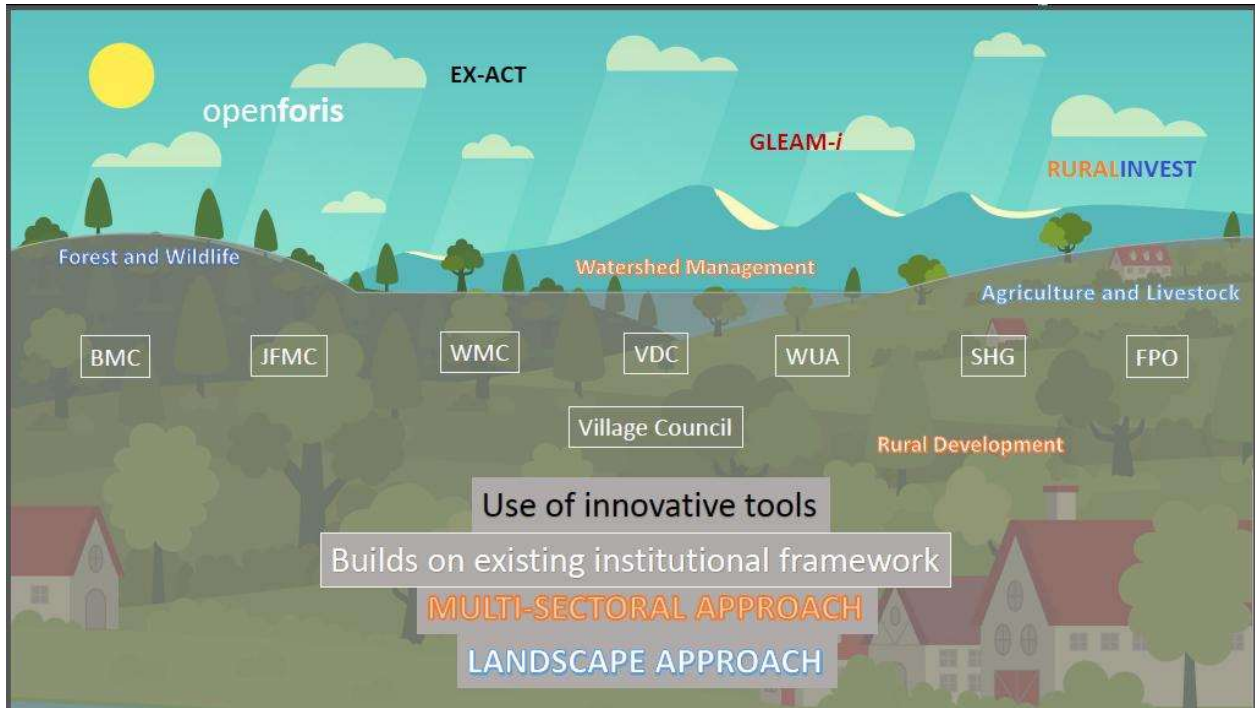 EX-ACT
openforis
GLEAM-i
RURALINVEST
Forest and Wildlife
Watershed Management
Agriculture and Livestock
BMC
JFMC
WMC
VDC
WUA
SHG
FPO
Village Council
Rural Development
Use of innovative tools
Builds on existing institutional framework
MULTI-SECTORAL APPROACH
LANDSCAPE APPROACH